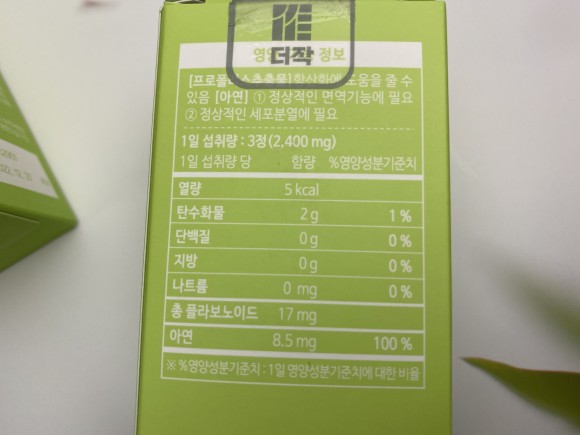 더작
영양 정보
[프로폴리스추출물] 항산화에 도움을 줄 수
있음 [아연] ① 정상적인 면역기능에 필요
② 정상적인 세포분열에 필요
1일 섭취량 : 3정(2,400 mg)
1일 섭취량 당 함량 %영양성분기준치
열량 5 kcal
탄수화물 2 g 1 %
단백질 0 g 0 %
지방 0 g 0 %
나트륨 0 mg 0 %
총 플라보노이드 17 mg
아연 8.5 mg 100 %
※ %영양성분기준치 : 1일 영양성분기준치에 대한 비율